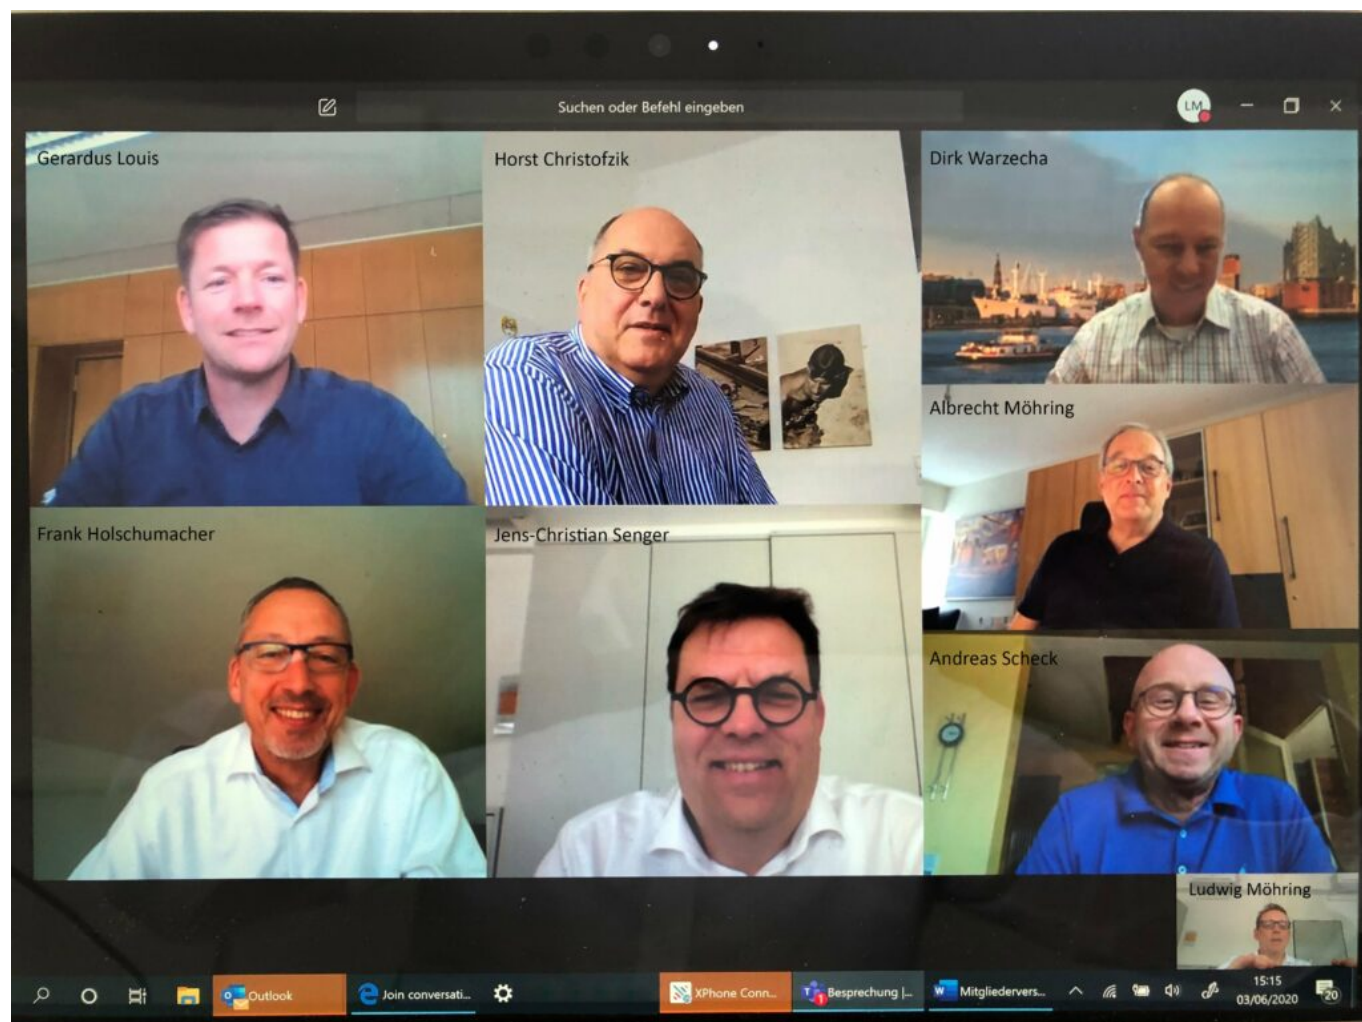 Suchen oder Befehl eingeben
LM
Gerardus Louis
Horst Christofzik
Dirk Warzecha
Albrecht Möhring
Frank Holschumacher
Jens-Christian Senger
Andreas Scheck
Ludwig Möhring
Outlook
Join conversati...
XPhone Conn...
1
Besprechung |...
Mitgliedervers...
15:15
03/06/2020
20